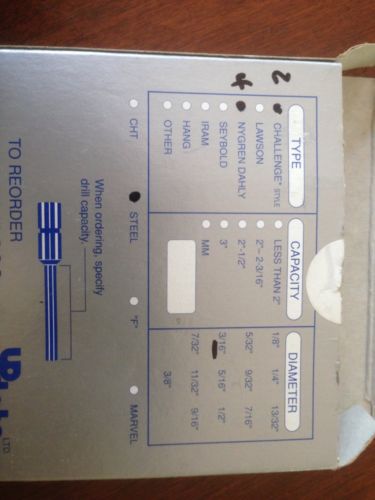 TYPE CAPACITY DIAMETER
2 CHALLENGE® STYLE LESS THAN 2" 1/8" 1/4" 13/32"
LAWSON 2" - 2-3/16" 5/32" 9/32" 7/16"
4 NYGREN DAHLY 2"-1/2" 3/16" 5/16" 1/2"
SEYBOLD 3" 7/32" 11/32" 9/16"
IRAM MM 3/8"
HANG
OTHER
CHT STEEL "F" MARVEL
When ordering, specify
drill capacity.
TO REORDER
LTD.